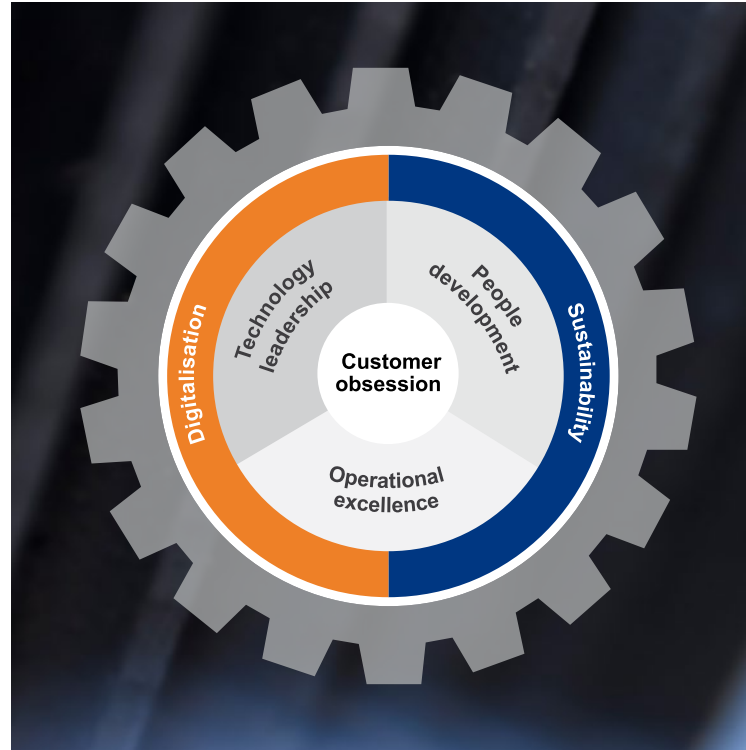 Technology
leadership
People
development
Digitalisation
Customer
obsession
Sustainability
Operational
excellence